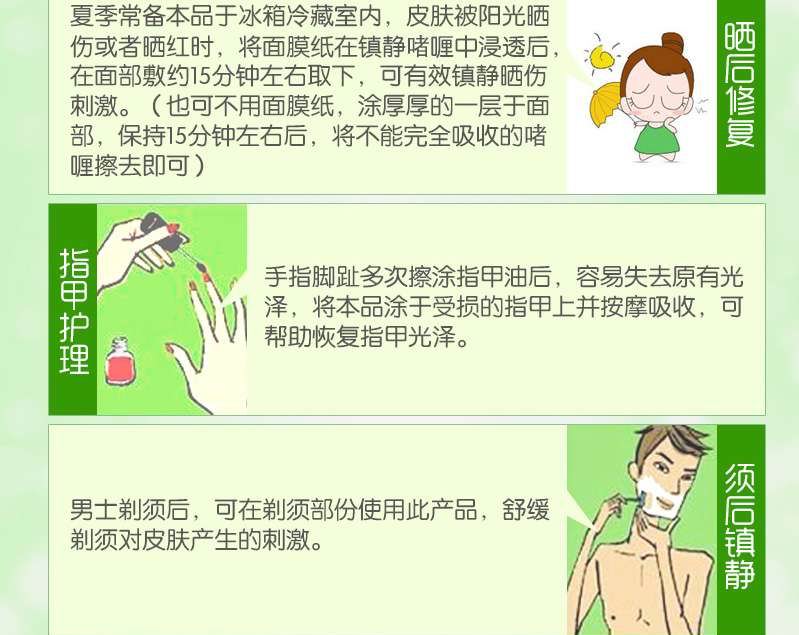 夏季常备本品于冰箱冷藏室内，皮肤被阳光晒
伤或者晒红时，将面膜纸在镇静啫喱中浸透后，
在面部敷约15分钟左右取下，可有效镇静晒伤
刺激。（也可不用面膜纸，涂厚厚的一层于面
部，保持15分钟左右后，将不能完全吸收的啫
喱擦去即可）
晒后修复
指甲护理
手指脚趾多次擦涂指甲油后，容易失去原有光
泽，将本品涂于受损的指甲上并按摩吸收，可
帮助恢复指甲光泽。
男士剃须后，可在剃须部份使用此产品，舒缓
剃须对皮肤产生的刺激。
须后镇静